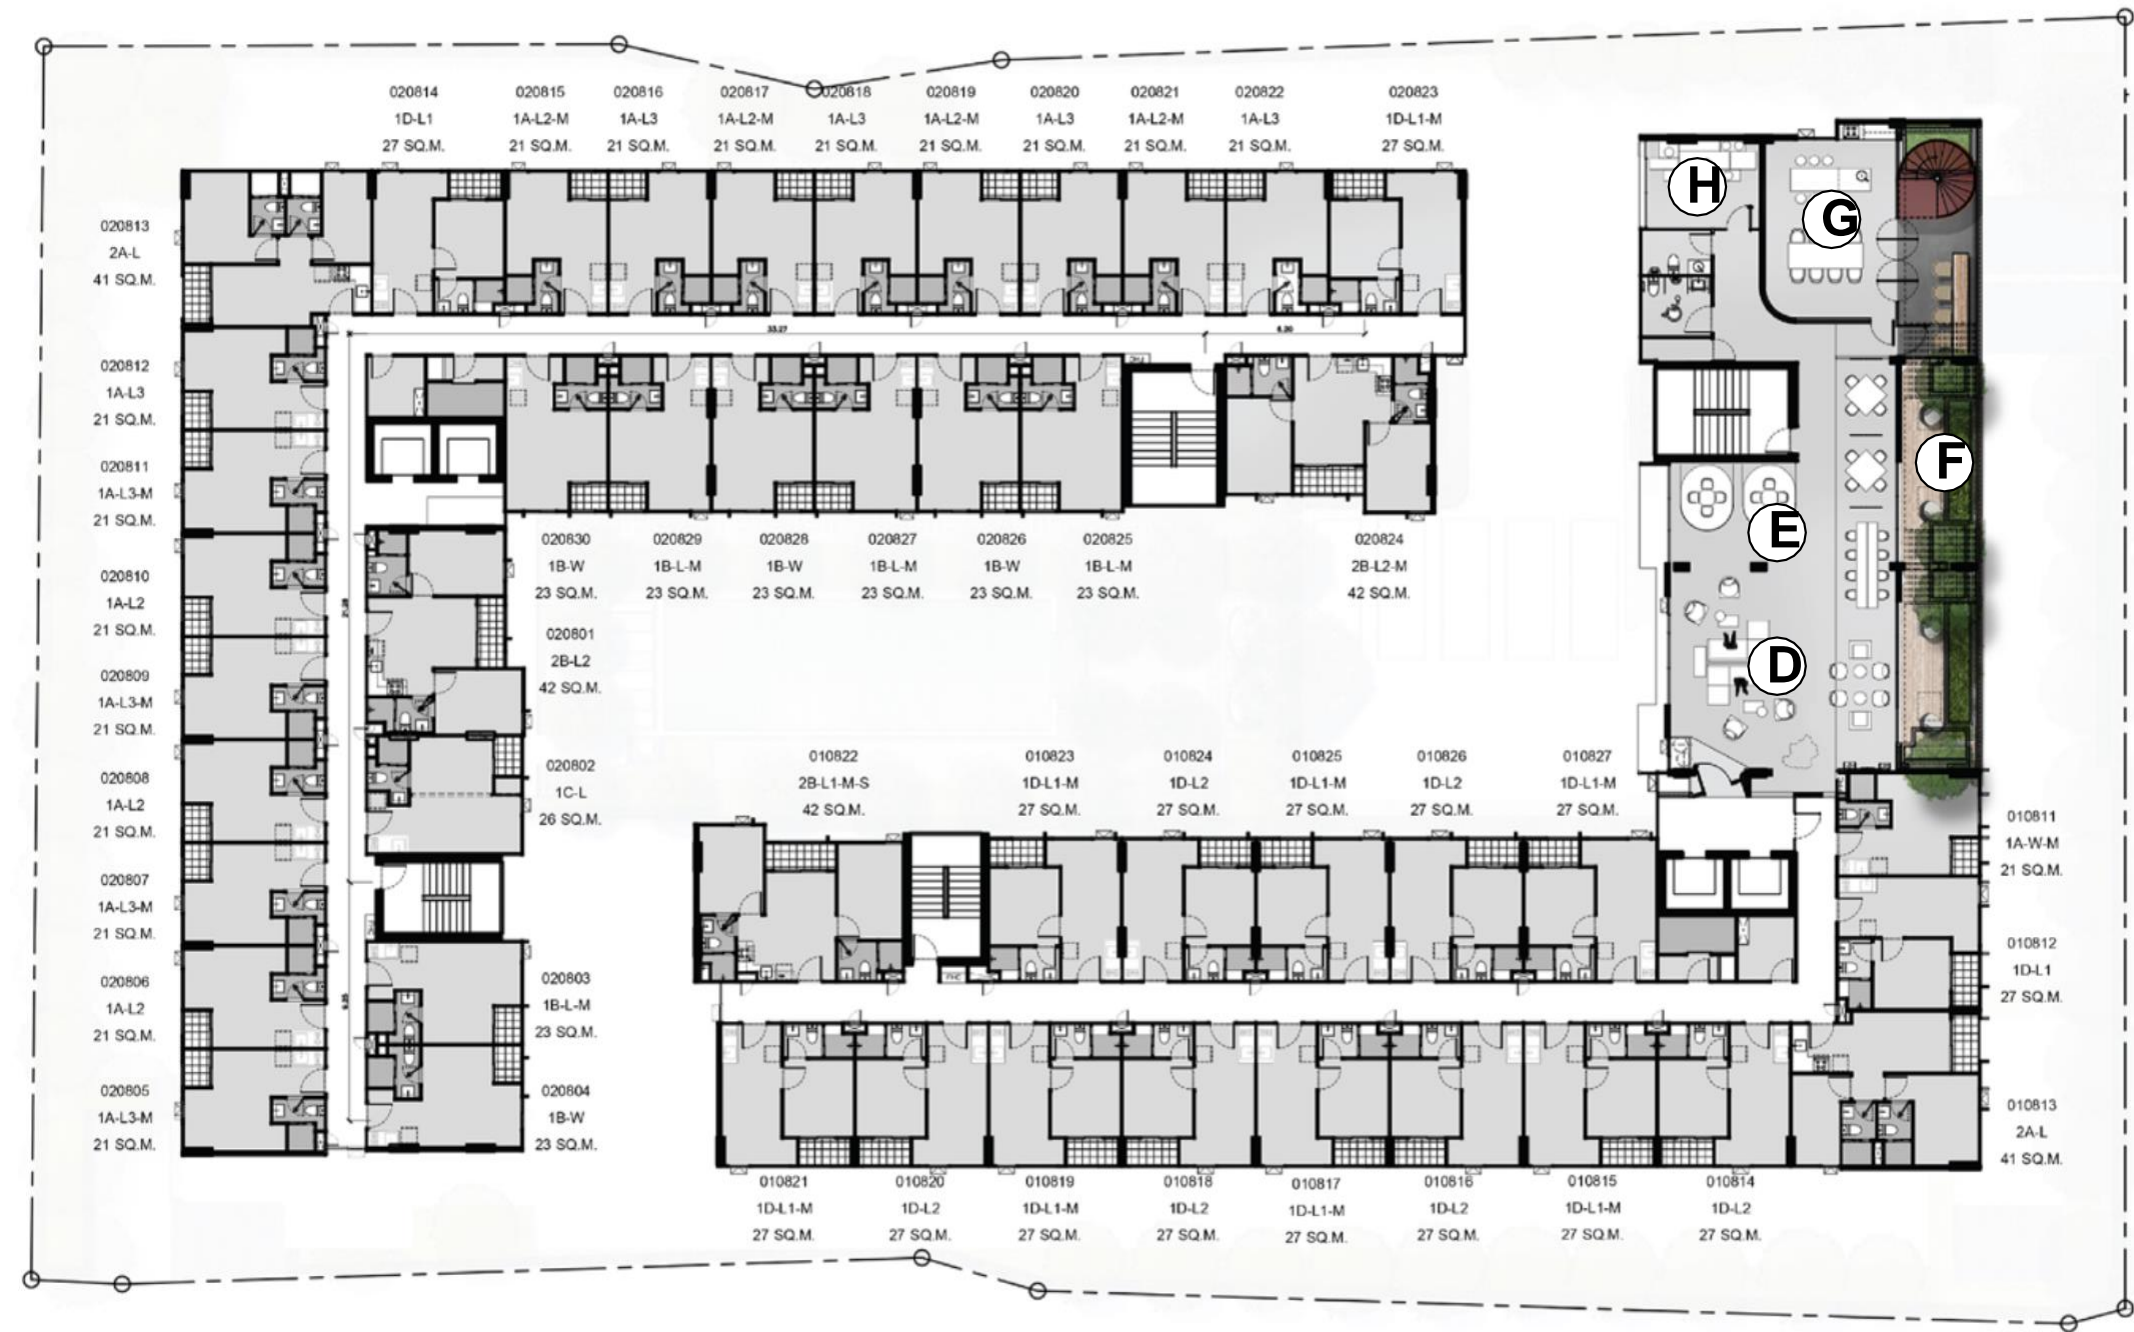 020814
1D-L1
27 SQ.M.
020815
1A-L2-M
21 SQ.M.
020816
1A-L3
21 SQ.M.
020817
1A-L2-M
21 SQ.M.
020818
1A-L3
21 SQ.M.
020819
1A-L2-M
21 SQ.M.
020820
1A-L3
21 SQ.M.
020821
1A-L2-M
21 SQ.M.
020822
1A-L3
21 SQ.M.
020823
1D-L1-M
27 SQ.M.
H
G
F
E
D
020813
2A-L
41 SQ.M.
020812
1A-L3
21 SQ.M.
020811
1A-L3-M
21 SQ.M.
020810
1A-L2
21 SQ.M.
020809
1A-L3-M
21 SQ.M.
020808
1A-L2
21 SQ.M.
020807
1A-L3-M
21 SQ.M.
020806
1A-L2
21 SQ.M.
020805
1A-L3-M
21 SQ.M.
020830
1B-W
23 SQ.M.
020829
1B-L-M
23 SQ.M.
020828
1B-W
23 SQ.M.
020827
1B-L-M
23 SQ.M.
020826
1B-W
23 SQ.M.
020825
1B-L-M
23 SQ.M.
020824
2B-L2-M
42 SQ.M.
020801
2B-L2
42 SQ.M.
020802
1C-L
26 SQ.M.
020803
1B-L-M
23 SQ.M.
020804
1B-W
23 SQ.M.
010822
2B-L1-M-S
42 SQ.M.
010823
1D-L1-M
27 SQ.M.
010824
1D-L2
27 SQ.M.
010825
1D-L1-M
27 SQ.M.
010826
1D-L2
27 SQ.M.
010827
1D-L1-M
27 SQ.M.
010811
1A-W-M
21 SQ.M.
010812
1D-L1
27 SQ.M.
010813
2A-L
41 SQ.M.
010821
1D-L1-M
27 SQ.M.
010820
1D-L2
27 SQ.M.
010819
1D-L1-M
27 SQ.M.
010818
1D-L2
27 SQ.M.
010817
1D-L1-M
27 SQ.M.
010816
1D-L2
27 SQ.M.
010815
1D-L1-M
27 SQ.M.
010814
1D-L2
27 SQ.M.